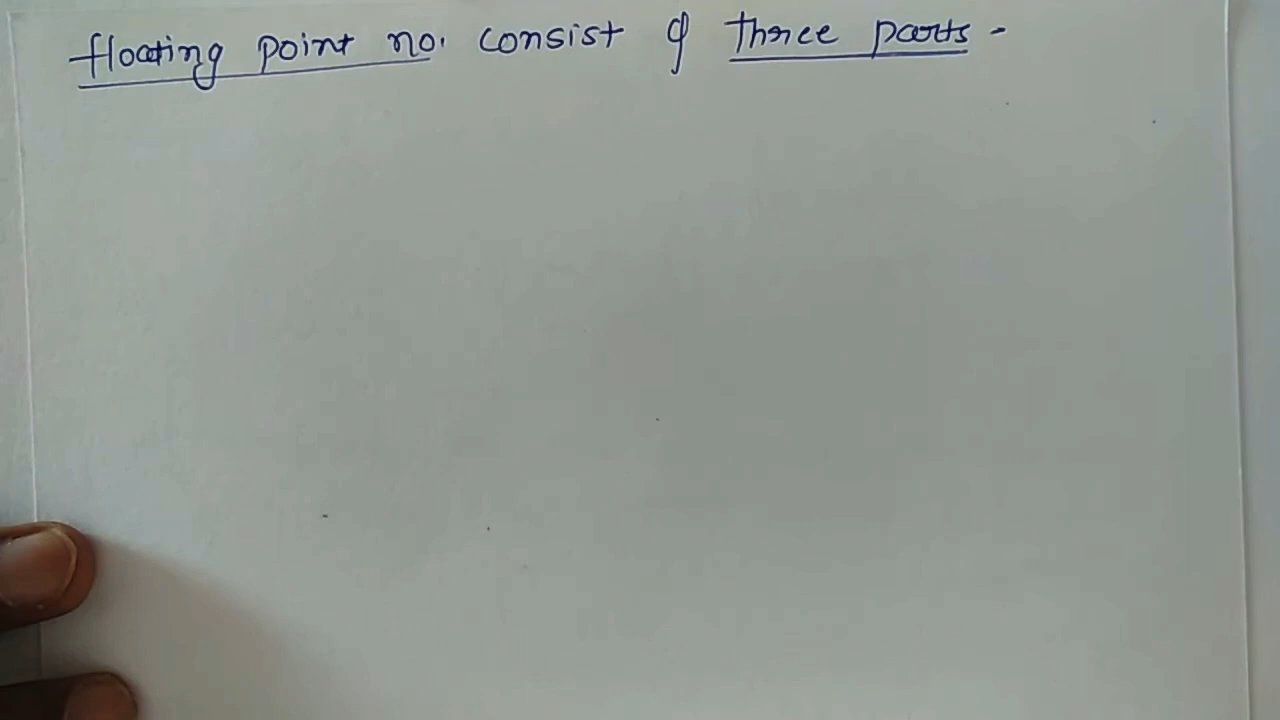 floating point no. consist of three parts -